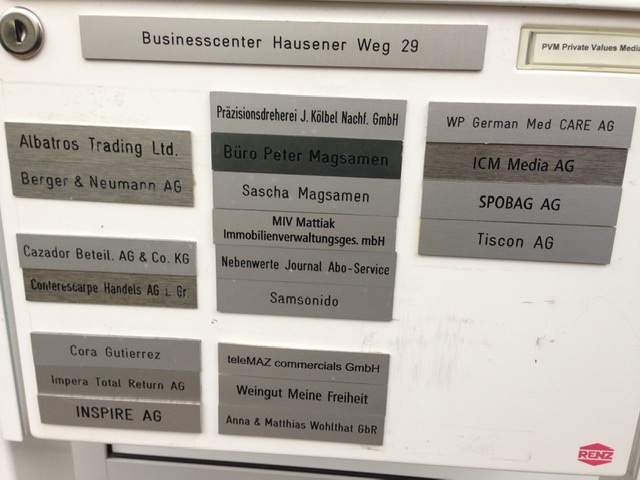 Businesscenter Hausener Weg 29
PVM Private Values Media
Albatros Trading Ltd.
Berger & Neumann AG
Cazador Beteil. AG & Co. KG
Conterescarpe Handels AG i. Gr.
Cora Gutierrez
Impera Total Return AG
INSPIRE AG
Präzisionsdreherei J. Kölbel Nachf. GmbH
Büro Peter Magsamen
Sascha Magsamen
MIV Mattiak
Immobilienverwaltungsges. mbH
Nebenwerte Journal Abo-Service
Samsonido
teleMAZ commercials GmbH
Weingut Meine Freiheit
Anna & Matthias Wohlthat GbR
WP German Med CARE AG
ICM Media AG
SPOBAG AG
Tiscon AG
RENZ